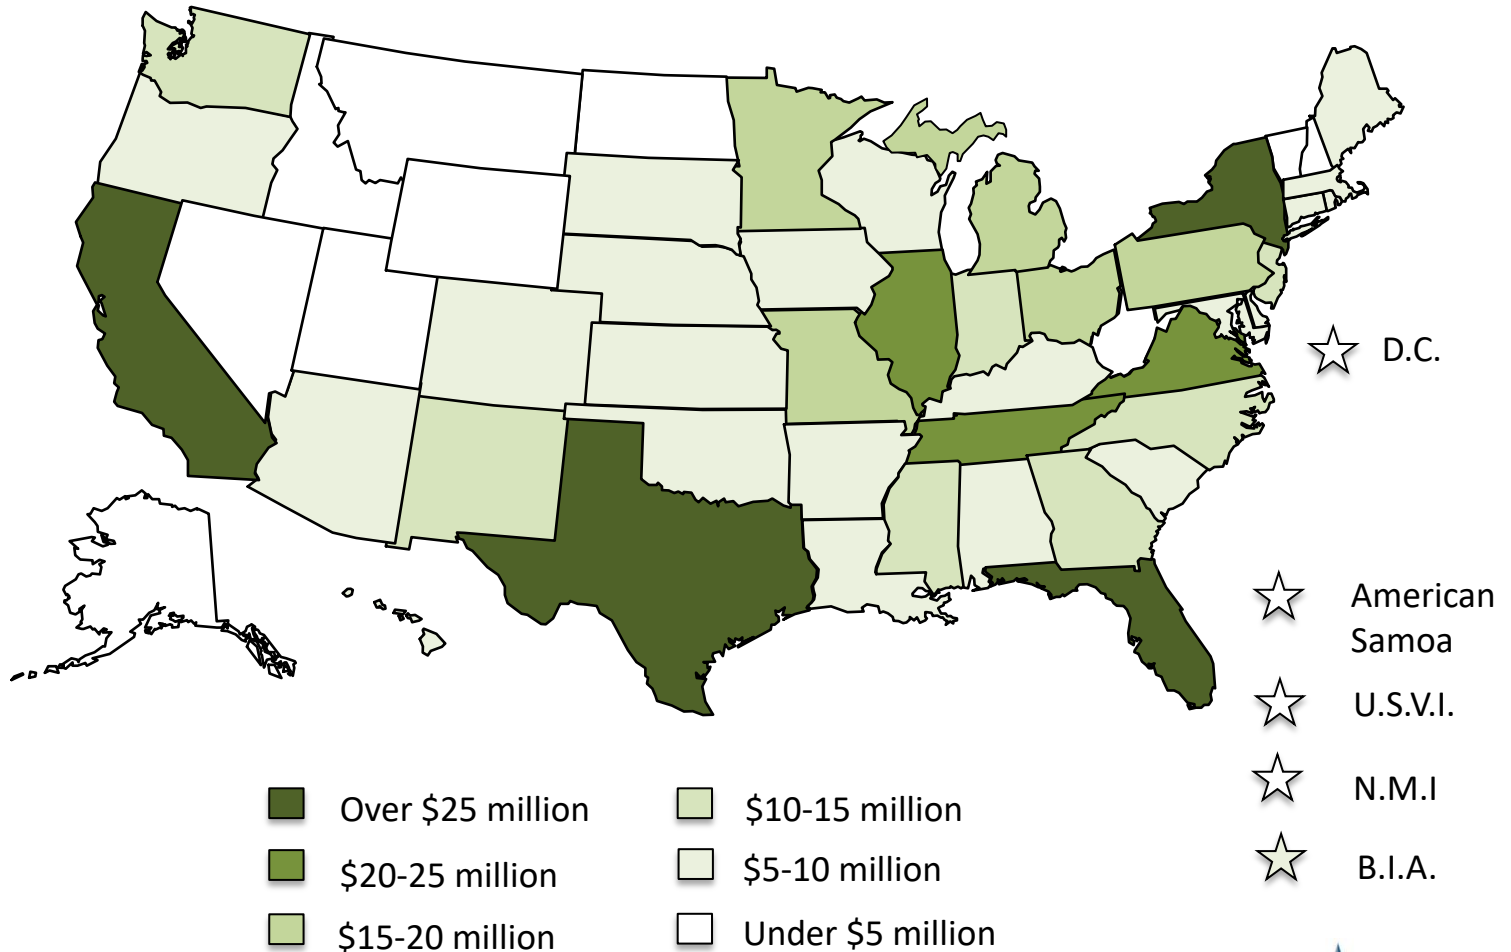 D.C.
American
Samoa
U.S.V.I.
N.M.I
B.I.A.
Over $25 million
$10-15 million
$20-25 million
$5-10 million
$15-20 million
Under $5 million